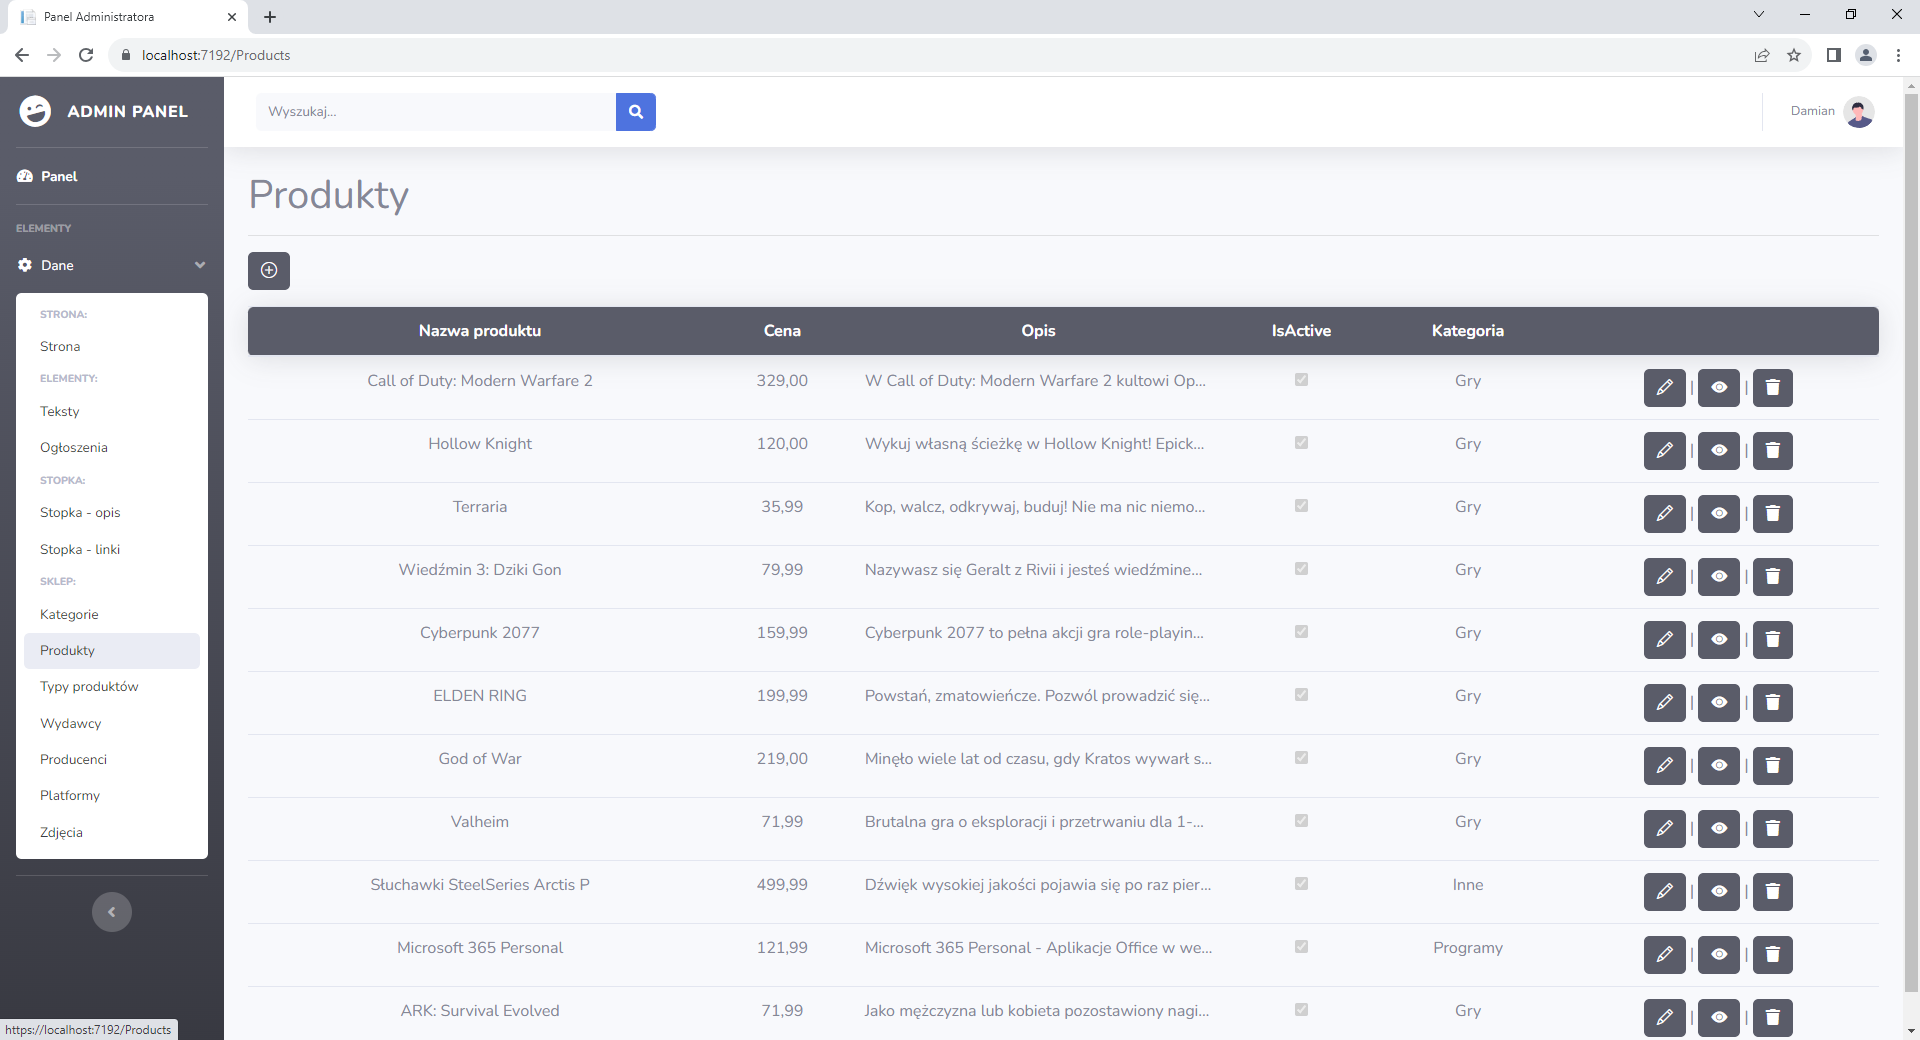 Panel Administratora
localhost:7192/Products
ADMIN PANEL
Wyszukaj...
Damian
Panel
ELEMENTY
Dane
STRONA:
Strona
ELEMENTY:
Teksty
Ogłoszenia
STOPKA:
Stopka - opis
Stopka - linki
SKLEP:
Kategorie
Produkty
Typy produktów
Wydawcy
Producenci
Platformy
Zdjęcia
Produkty
Nazwa produktu Cena Opis IsActive Kategoria
Call of Duty: Modern Warfare 2 329,00 W Call of Duty: Modern Warfare 2 kultowi Op... Gry | |
Hollow Knight 120,00 Wykuj własną ścieżkę w Hollow Knight! Epick... Gry | |
Terraria 35,99 Kop, walcz, odkrywaj, buduj! Nie ma nic niemo... Gry | |
Wiedźmin 3: Dziki Gon 79,99 Nazywasz się Geralt z Rivii i jesteś wiedźmine... Gry | |
Cyberpunk 2077 159,99 Cyberpunk 2077 to pełna akcji gra role-playin... Gry | |
ELDEN RING 199,99 Powstań, zmatowieńcze. Pozwól prowadzić się... Gry | |
God of War 219,00 Minęło wiele lat od czasu, gdy Kratos wywarł s... Gry | |
Valheim 71,99 Brutalna gra o eksploracji i przetrwaniu dla 1-... Gry | |
Słuchawki SteelSeries Arctis P 499,99 Dźwięk wysokiej jakości pojawia się po raz pier... Inne | |
Microsoft 365 Personal 121,99 Microsoft 365 Personal - Aplikacje Office w we... Programy | |
ARK: Survival Evolved 71,99 Jako mężczyzna lub kobieta pozostawiony nagi... Gry | |
https://localhost:7192/Products